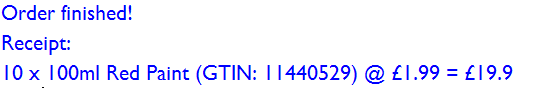 Order finished!
Receipt:
10 x 100ml Red Paint (GTIN: 11440529) @ £1.99 = £19.9